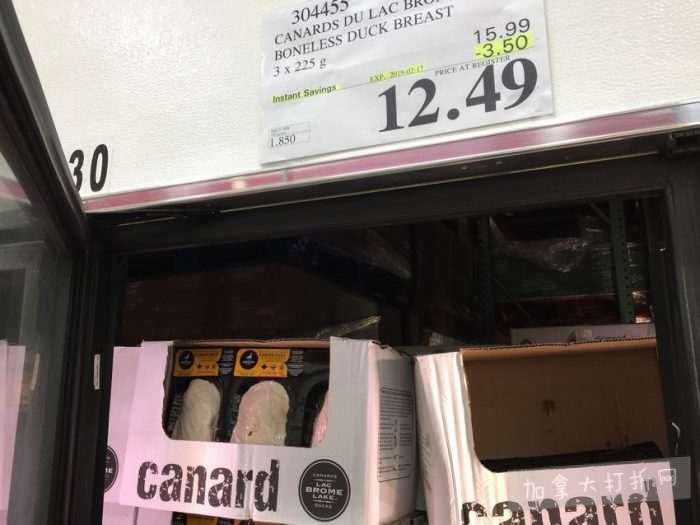 304455
CANARDS DU LAC BRO
BONELESS DUCK BREAST
3 x 225 g
15.99
-3.50
EXP. 2019-02-17
PRICE AT REGISTER
Instant Savings
12.49
1.850
30
canard
CANARDS
LAC
BROME
LAKE
DUCKS
canard
加拿大打折网